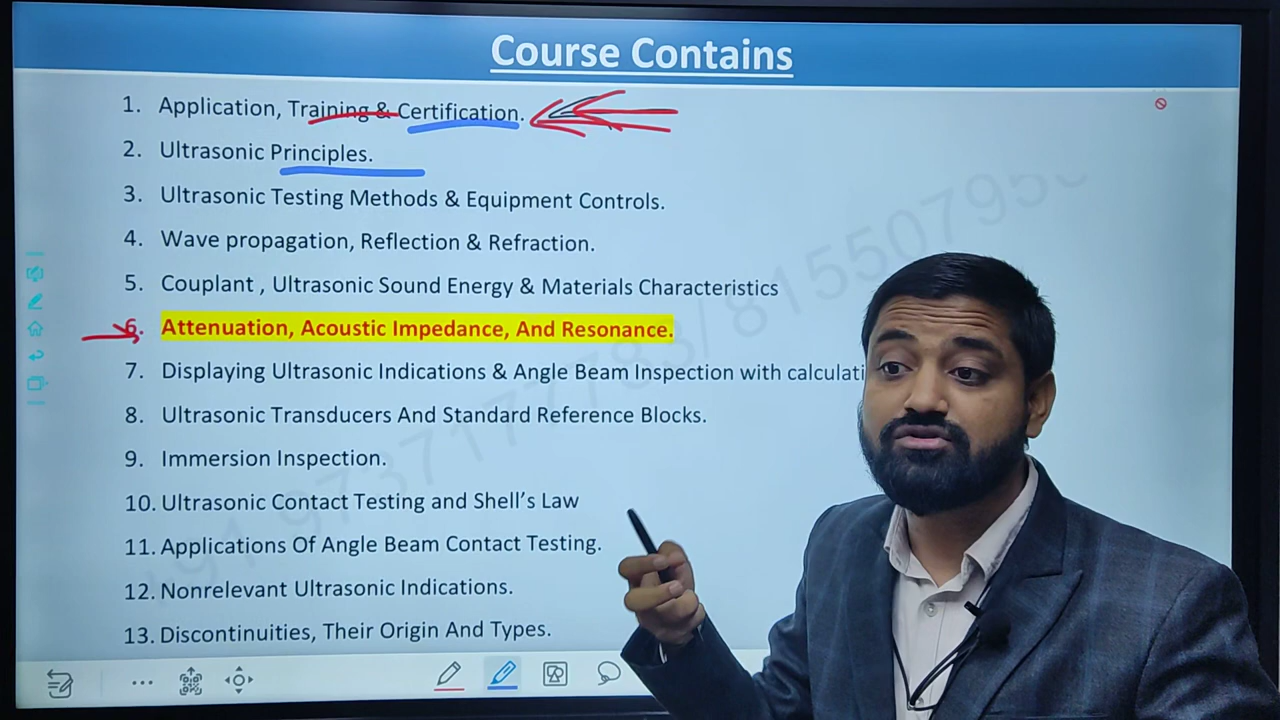 Course Contains
1. Application, Training & Certification.
2. Ultrasonic Principles.
3. Ultrasonic Testing Methods & Equipment Controls.
4. Wave propagation, Reflection & Refraction.
5. Couplant , Ultrasonic Sound Energy & Materials Characteristics
6. Attenuation, Acoustic Impedance, And Resonance.
7. Displaying Ultrasonic Indications & Angle Beam Inspection with
8. Ultrasonic Transducers And Standard Reference Blocks.
9. Immersion Inspection.
10. Ultrasonic Contact Testing and Shell's Law
11. Applications Of Angle Beam Contact Testing.
12. Nonrelevant Ultrasonic Indications.
13. Discontinuities, Their Origin And Types.